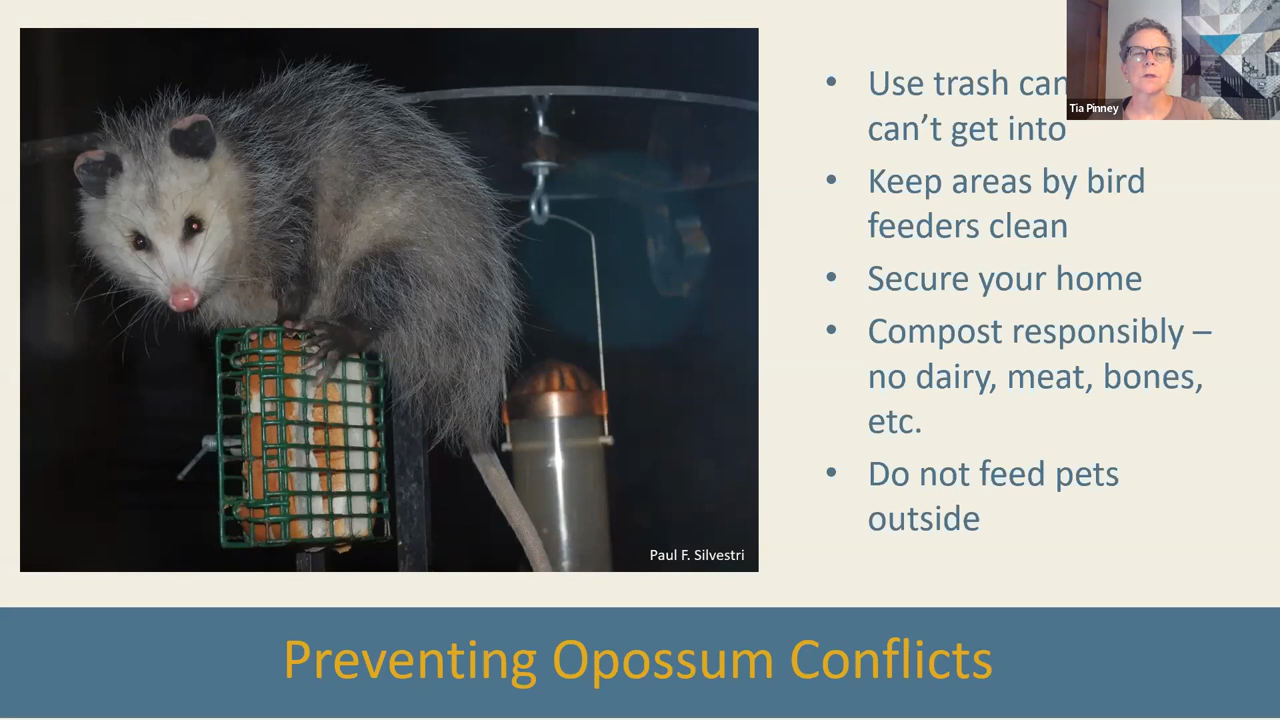 • Use trash can
can’t get into
• Keep areas by bird
feeders clean
• Secure your home
• Compost responsibly –
no dairy, meat, bones,
etc.
• Do not feed pets
outside
Tia Pinney
Paul F. Silvestri
Preventing Opossum Conflicts